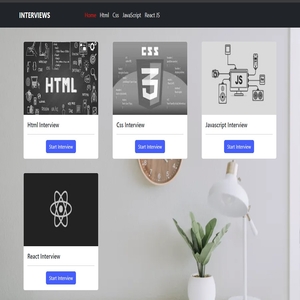 INTERVIEWS
Home Html Css JavaScript React JS
HTML
CSS
3
JS
Html Interview
Css Interview
Javascript Interview
Start Interview
Start Interview
Start Interview
React Interview
Start Interview